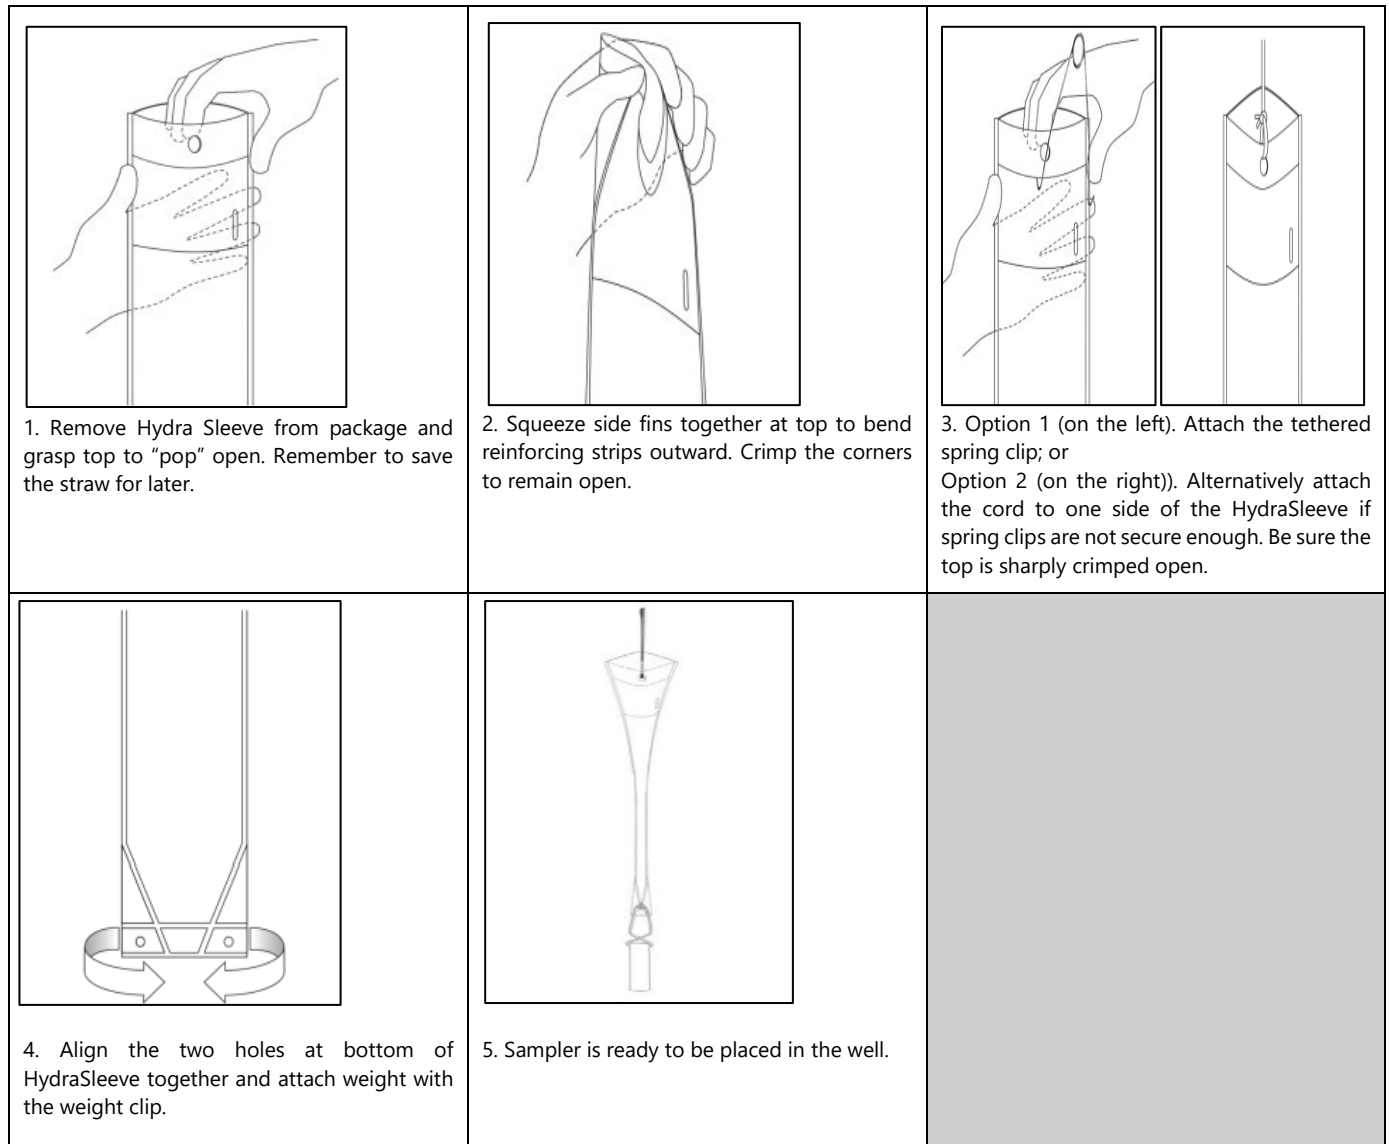 1. Remove Hydra Sleeve from package and
grasp top to “pop” open. Remember to save
the straw for later.
2. Squeeze side fins together at top to bend
reinforcing strips outward. Crimp the corners
to remain open.
3. Option 1 (on the left). Attach the tethered
spring clip; or
Option 2 (on the right)). Alternatively attach
the cord to one side of the HydraSleeve if
spring clips are not secure enough. Be sure the
top is sharply crimped open.
4. Align the two holes at bottom of
HydraSleeve together and attach weight with
the weight clip.
5. Sampler is ready to be placed in the well.